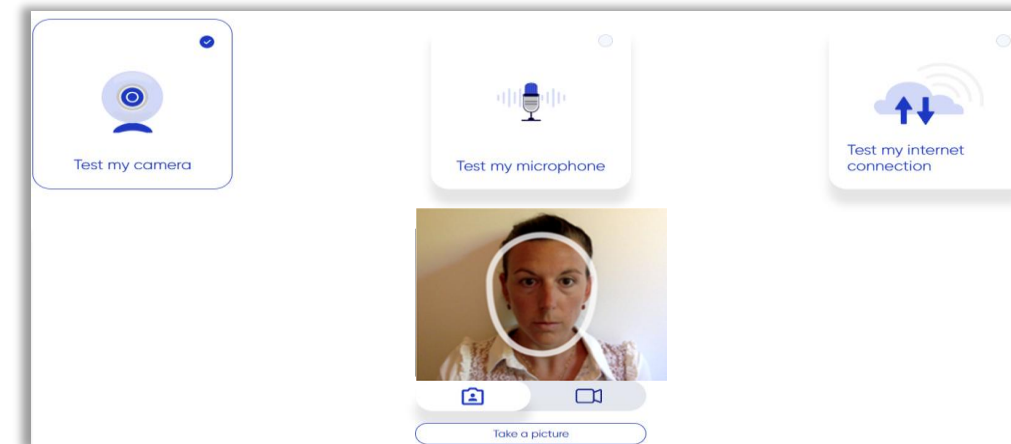 Test my camera
Test my microphone
Test my internet
connection
Take a picture